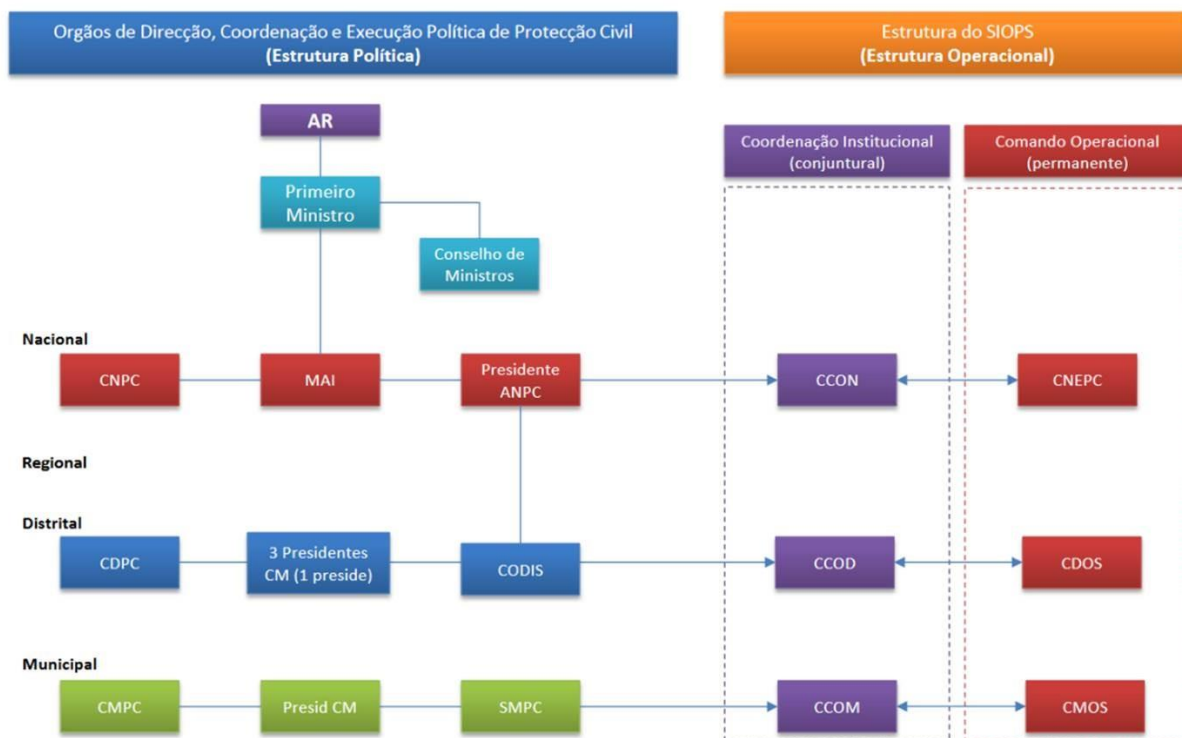 Orgãos de Direcção, Coordenação e Execução Política de Protecção Civil
(Estrutura Política)
Estrutura do SIOPS
(Estrutura Operacional)
AR
Coordenação Institucional
(conjuntural)
Comando Operacional
(permanente)
Primeiro
Ministro
Conselho de
Ministros
Nacional
CNPC
MAI
Presidente
ANPC
CCON
CNEPC
Regional
Distrital
CDPC
3 Presidentes
CM (1 preside)
CODIS
CCOD
CDOS
Municipal
CMPC
Presid CM
SMPC
CCOM
CMOS